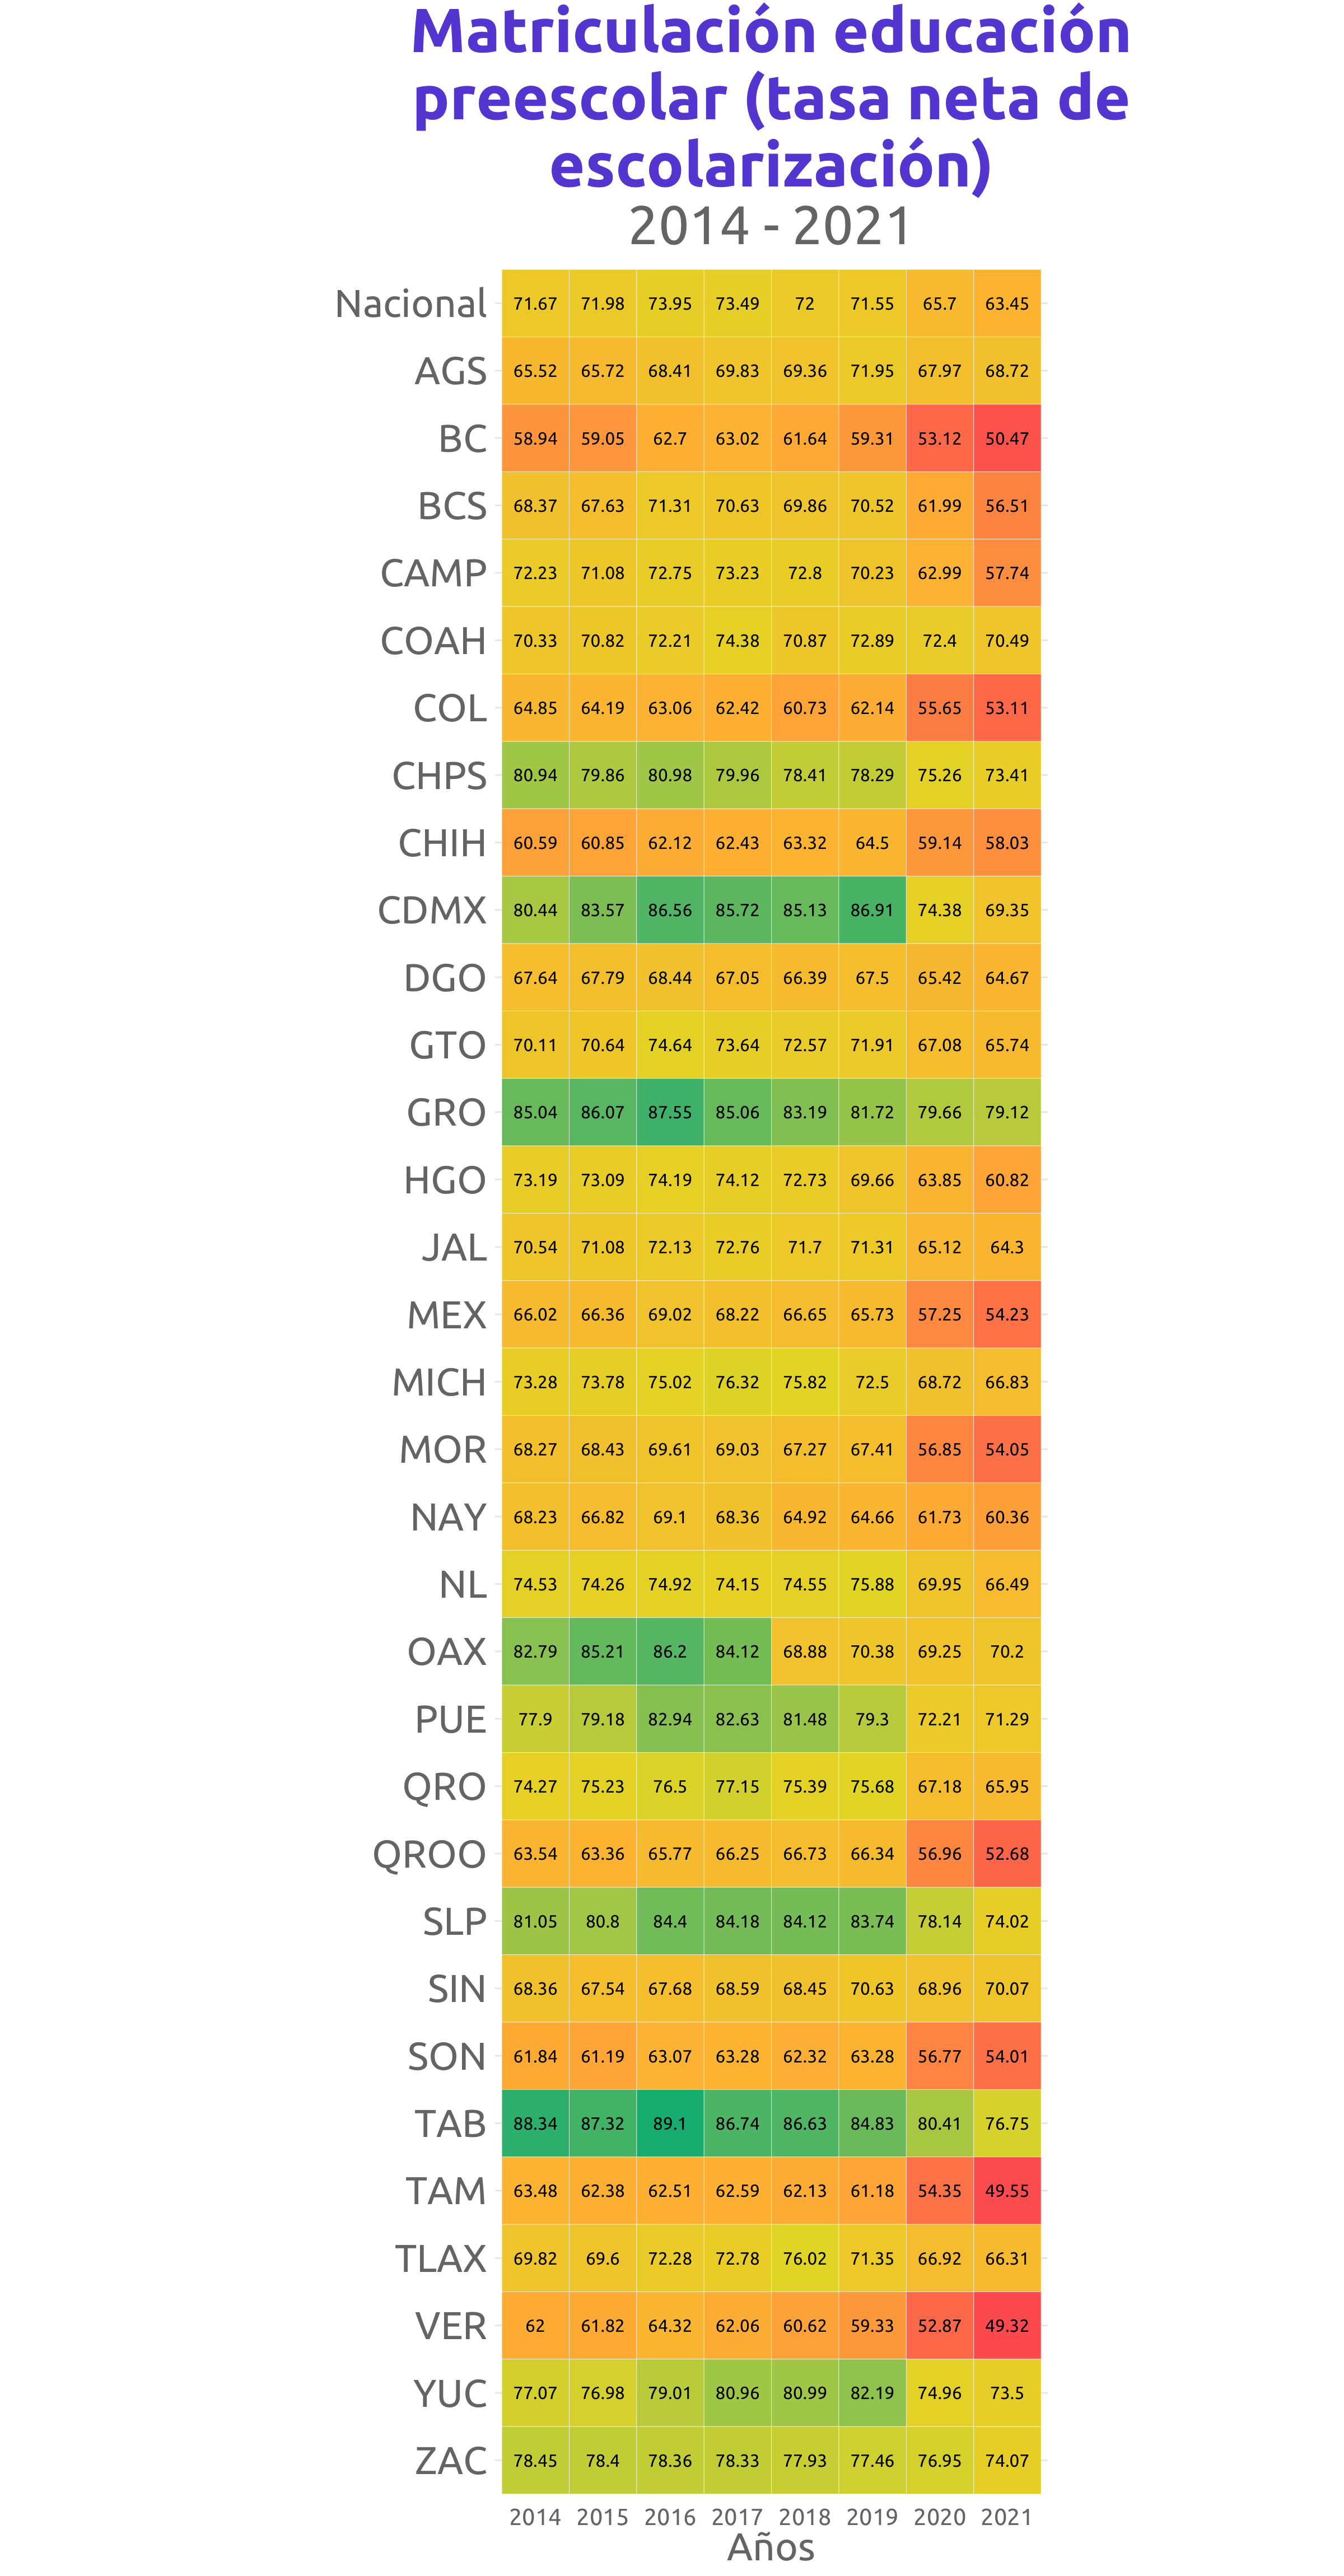 Matriculación educación
preescolar (tasa neta de
escolarización)
2014 - 2021
Nacional 71.67 71.98 73.95 73.49 72 71.55 65.7 63.45
AGS 65.52 65.72 68.41 69.83 69.36 71.95 67.97 68.72
BC 58.94 59.05 62.7 63.02 61.64 59.31 53.12 50.47
BCS 68.37 67.63 71.31 70.63 69.86 70.52 61.99 56.51
CAMP 72.23 71.08 72.75 73.23 72.8 70.23 62.99 57.74
COAH 70.33 70.82 72.21 74.38 70.87 72.89 72.4 70.49
COL 64.85 64.19 63.06 62.42 60.73 62.14 55.65 53.11
CHPS 80.94 79.86 80.98 79.96 78.41 78.29 75.26 73.41
CHIH 60.59 60.85 62.12 62.43 63.32 64.5 59.14 58.03
CDMX 80.44 83.57 86.56 85.72 85.13 86.91 74.38 69.35
DGO 67.64 67.79 68.44 67.05 66.39 67.5 65.42 64.67
GTO 70.11 70.64 74.64 73.64 72.57 71.91 67.08 65.74
GRO 85.04 86.07 87.55 85.06 83.19 81.72 79.66 79.12
HGO 73.19 73.09 74.19 74.12 72.73 69.66 63.85 60.82
JAL 70.54 71.08 72.13 72.76 71.7 71.31 65.12 64.3
MEX 66.02 66.36 69.02 68.22 66.65 65.73 57.25 54.23
MICH 73.28 73.78 75.02 76.32 75.82 72.5 68.72 66.83
MOR 68.27 68.43 69.61 69.03 67.27 67.41 56.85 54.05
NAY 68.23 66.82 69.1 68.36 64.92 64.66 61.73 60.36
NL 74.53 74.26 74.92 74.15 74.55 75.88 69.95 66.49
OAX 82.79 85.21 86.2 84.12 68.88 70.38 69.25 70.2
PUE 77.9 79.18 82.94 82.63 81.48 79.3 72.21 71.29
QRO 74.27 75.23 76.5 77.15 75.39 75.68 67.18 65.95
QROO 63.54 63.36 65.77 66.25 66.73 66.34 56.96 52.68
SLP 81.05 80.8 84.4 84.18 84.12 83.74 78.14 74.02
SIN 68.36 67.54 67.68 68.59 68.45 70.63 68.96 70.07
SON 61.84 61.19 63.07 63.28 62.32 63.28 56.77 54.01
TAB 88.34 87.32 89.1 86.74 86.63 84.83 80.41 76.75
TAM 63.48 62.38 62.51 62.59 62.13 61.18 54.35 49.55
TLAX 69.82 69.6 72.28 72.78 76.02 71.35 66.92 66.31
VER 62 61.82 64.32 62.06 60.62 59.33 52.87 49.32
YUC 77.07 76.98 79.01 80.96 80.99 82.19 74.96 73.5
ZAC 78.45 78.4 78.36 78.33 77.93 77.46 76.95 74.07
2014 2015 2016 2017 2018 2019 2020 2021
Años